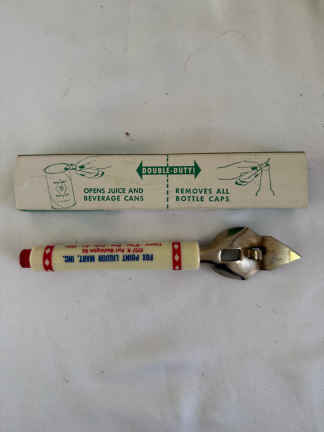 DOUBLE-DUTY!
OPENS JUICE AND
BEVERAGE CANS
REMOVES ALL
BOTTLE CAPS
FOX POINT LIQUOR MART, INC.